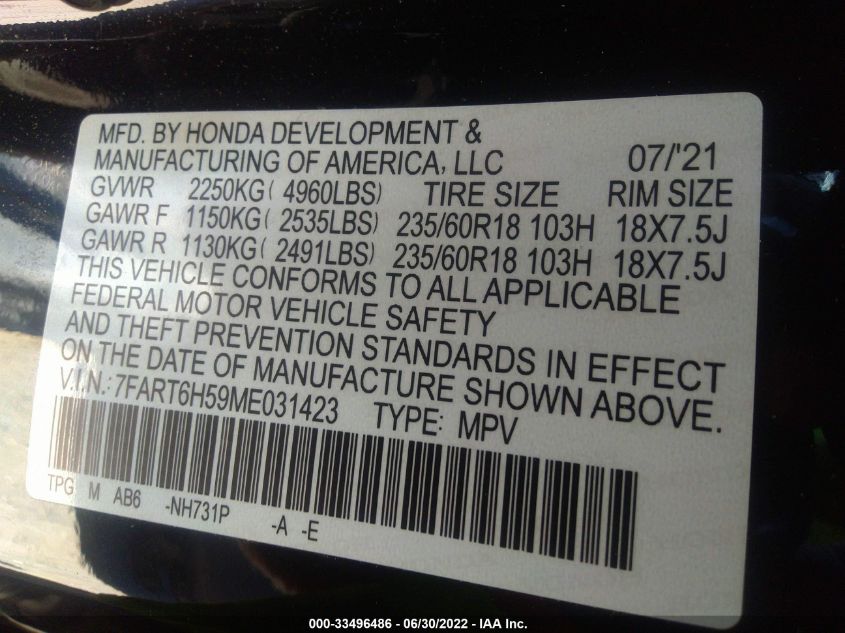 MFD. BY HONDA DEVELOPMENT &
MANUFACTURING OF AMERICA, LLC 07/'21
GVWR 2250KG( 4960LBS) TIRE SIZE RIM SIZE
GAWR F 1150KG( 2535LBS) 235/60R18 103H 18X7.5J
GAWR R 1130KG( 2491LBS) 235/60R18 103H 18X7.5J
THIS VEHICLE CONFORMS TO ALL APPLICABLE
FEDERAL MOTOR VEHICLE SAFETY
AND THEFT PREVENTION STANDARDS IN EFFECT
ON THE DATE OF MANUFACTURE SHOWN ABOVE.
V.I.N.: 7FART6H59ME031423 TYPE: MPV
TPG M AB6 -NH731P -A -E
000-33496486 - 06/30/2022 - IAA Inc.